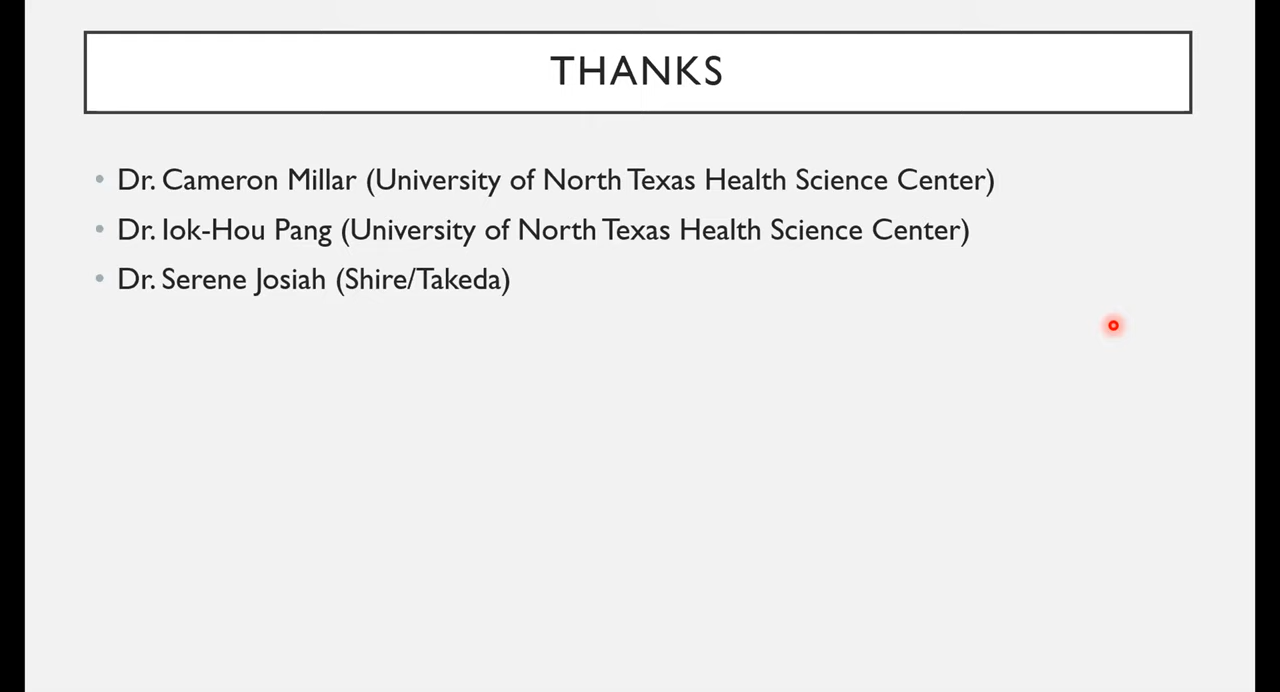 THANKS
• Dr. Cameron Millar (University of North Texas Health Science Center)
• Dr. Iok-Hou Pang (University of North Texas Health Science Center)
• Dr. Serene Josiah (Shire/Takeda)